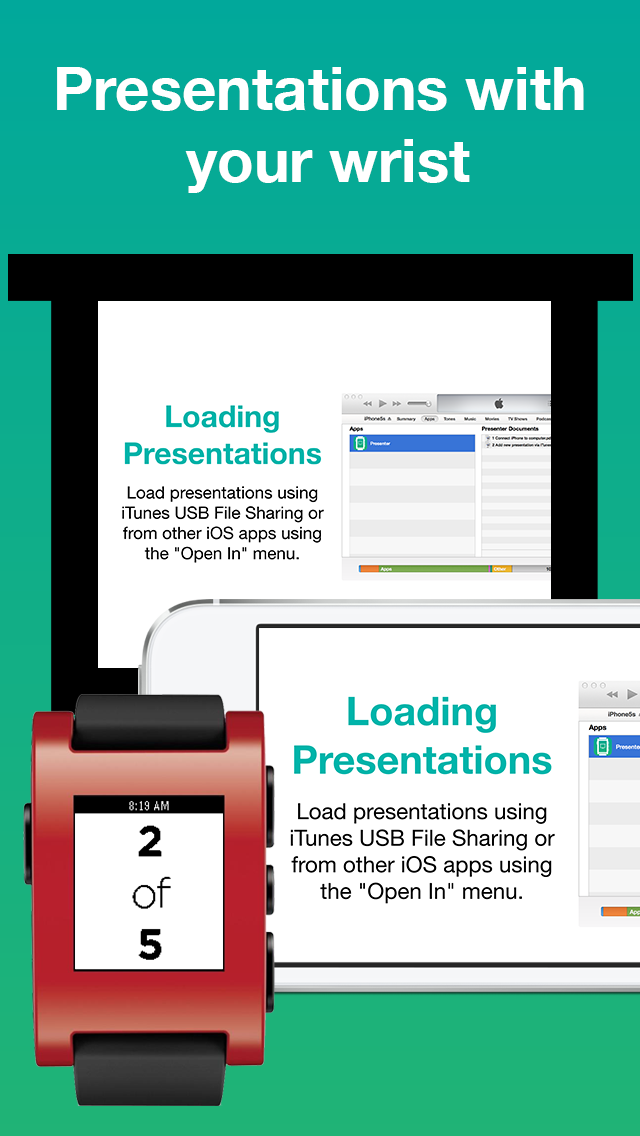 Presentations with
your wrist
Loading
Presentations
Load presentations using
iTunes USB File Sharing or
from other iOS apps using
the "Open In" menu.
iPhone5s Summary Apps Tones Music Movies TV Shows Podcas
Apps
Presenter
Presenter Documents
1 Connect iPhone to computer.pd
2 Add new presentation via iTunes
Apps
Other
10
Loading
Presentations
Load presentations using
iTunes USB File Sharing or
from other iOS apps using
the "Open In" menu.
iPhone5s
Apps
Presente
App
8:19 AM
2
of
5